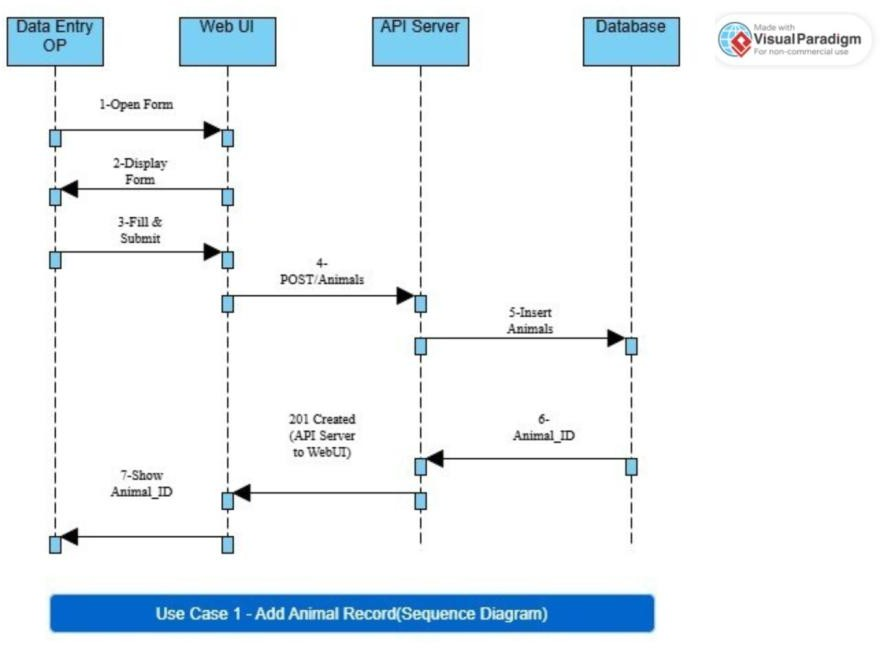 Data Entry
OP
Web UI
API Server
Database
Made with
Visual Paradigm
For non-commercial use
1-Open Form
2-Display
Form
3-Fill &
Submit
4-
POST/Animals
5-Insert
Animals
201 Created
(API Server
to WebUI)
6-
Animal_ID
7-Show
Animal_ID
Use Case 1 - Add Animal Record(Sequence Diagram)